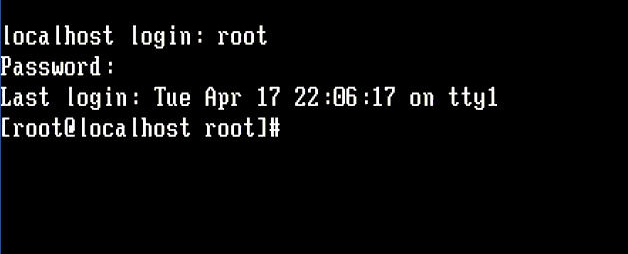 localhost login: root
Password:
Last login: Tue Apr 17 22:06:17 on tty1
[root@localhost root]#